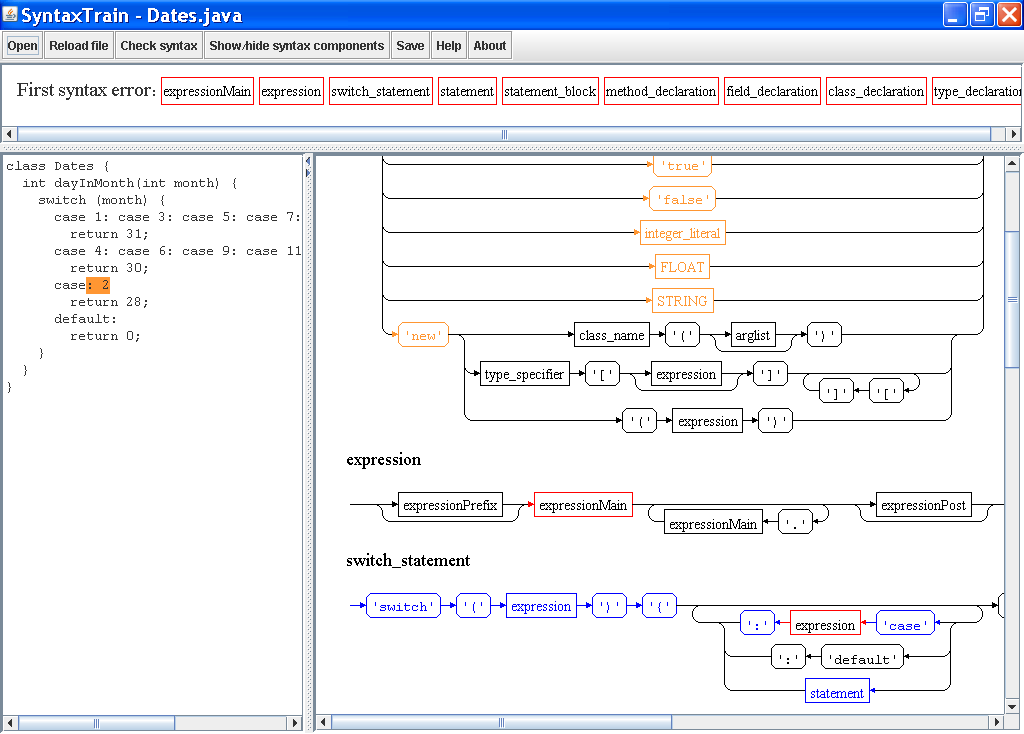 SyntaxTrain - Dates.java
Open Reload file Check syntax Show/hide syntax components Save Help About
First syntax error: expressionMain expression switch_statement statement statement_block method_declaration field_declaration class_declaration type_declaration
class Dates {
int dayInMonth(int month) {
switch (month) {
case 1: case 3: case 5: case 7:
return 31;
case 4: case 6: case 9: case 11
return 30;
case: 2
return 28;
default:
return 0;
}
}
}
'true'
'false'
integer_literal
FLOAT
STRING
'new' class_name '(' arglist ')'
type_specifier '[' expression ']' ']' '['
'(' expression ')'
expression
expressionPrefix expressionMain expressionMain '.' expressionPost
switch_statement
'switch' '(' expression ')' '{'
':' expression 'case'
':' 'default'
statement